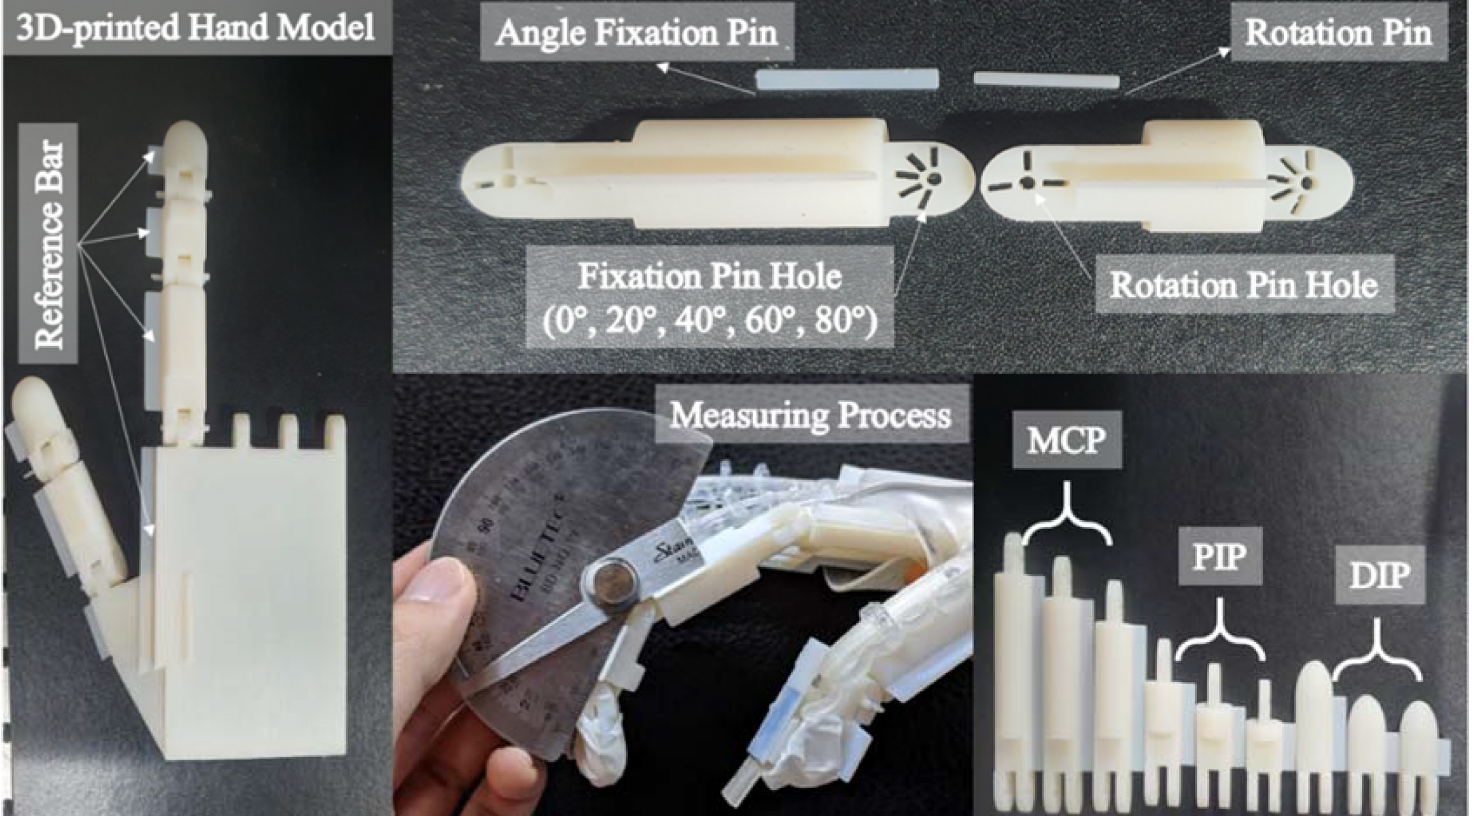 3D-printed Hand Model
Reference Bar
Angle Fixation Pin
Rotation Pin
Fixation Pin Hole
(0°, 20°, 40°, 60°, 80°)
Rotation Pin Hole
Measuring Process
90
MCP
PIP
DIP